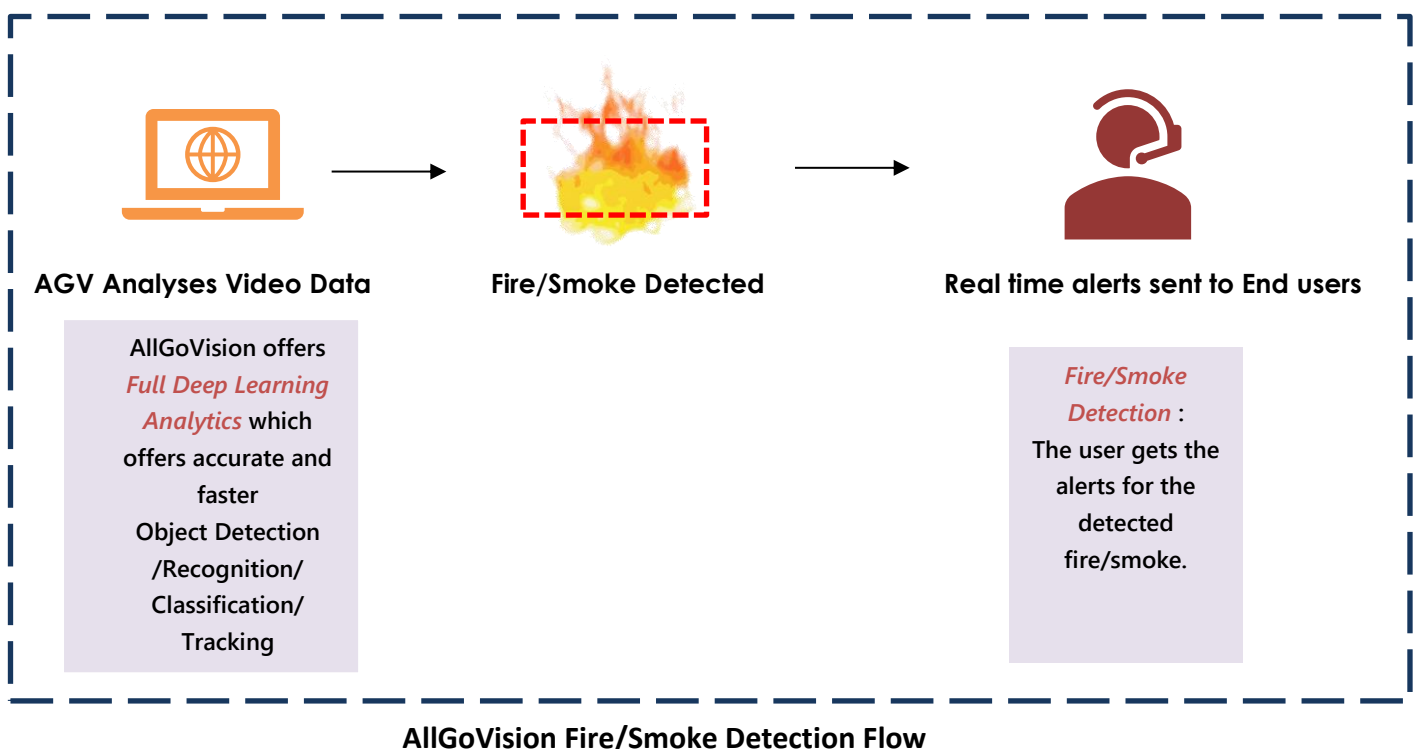 AGV Analyses Video Data
Fire/Smoke Detected
Real time alerts sent to End users
AllGoVision offers
Full Deep Learning
Analytics which
offers accurate and
faster
Object Detection
/Recognition/
Classification/
Tracking
Fire/Smoke
Detection :
The user gets the
alerts for the
detected
fire/smoke.
AllGoVision Fire/Smoke Detection Flow